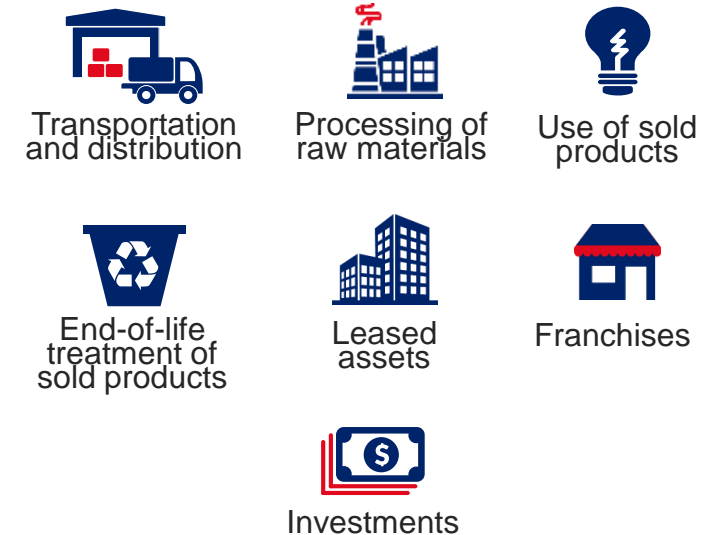 Transportation
and distribution
Processing of
raw materials
Use of sold
products
End-of-life
treatment of
sold products
Leased
assets
Franchises
$
Investments